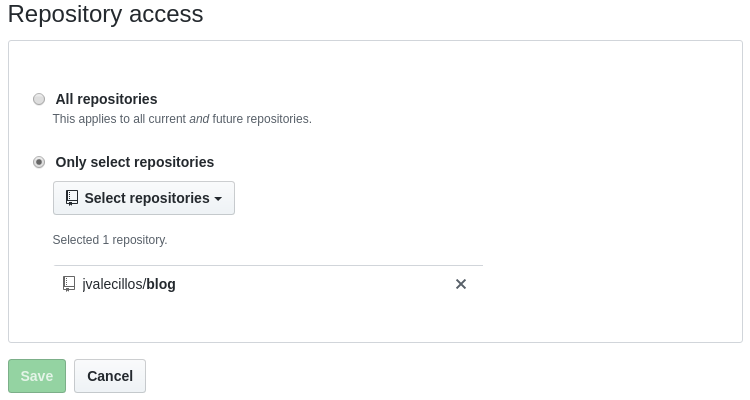 Repository access
All repositories
This applies to all current and future repositories.
Only select repositories
Select repositories
Selected 1 repository.
jvalecillos/blog
Save Cancel